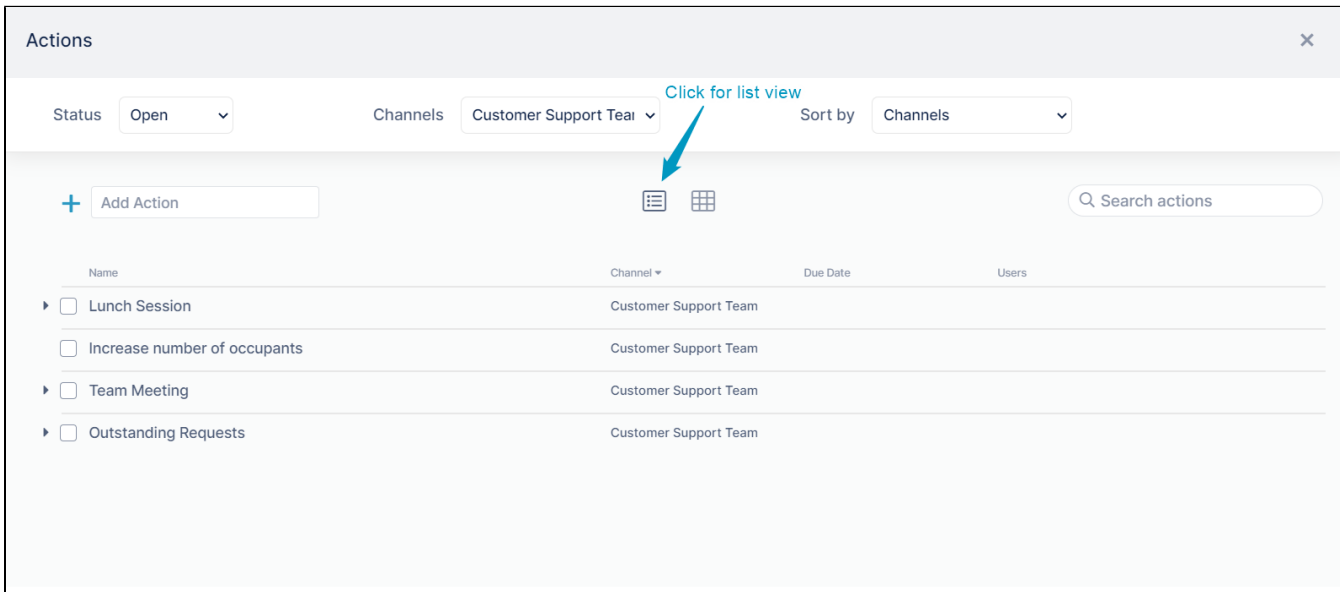 Actions
Click for list view
Status Open Channels Customer Support Tear Sort by Channels
Add Action Search actions
Name Channel Due Date Users
Lunch Session Customer Support Team
Increase number of occupants Customer Support Team
Team Meeting Customer Support Team
Outstanding Requests Customer Support Team